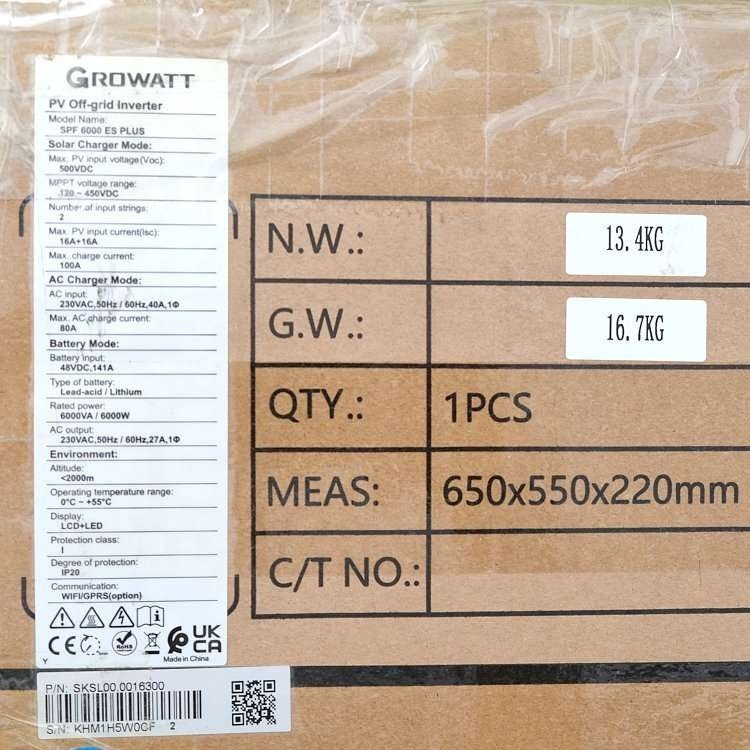 GROWATT
PV Off-grid Inverter
Model Name:
SPF 6000 ES PLUS
Solar Charger Mode:
Max. PV input voltage(Voc):
500VDC
MPPT voltage range:
120 ~ 450VDC
Number of input strings:
2
Max. PV input current(Isc):
16A+16A
Max. charge current:
100A
AC Charger Mode:
AC input:
230VAC,50Hz / 60Hz,40A,1Φ
Max. AC charge current:
80A
Battery Mode:
Battery input:
48VDC,141A
Type of battery:
Lead-acid / Lithium
Rated power:
6000VA / 6000W
AC output:
230VAC,50Hz / 60Hz,27A,1Φ
Environment:
Altitude:
<2000m
Operating temperature range:
0°C ~ +55°C
Display:
LCD+LED
Protection class:
I
Degree of protection:
IP20
Communication:
WIFI/GPRS(option)
CE RoHS UK CA
Y Made in China
P/N: SKSL00.0016300
S/N: KHM1H5W0CF 2
N.W.: 13.4KG
G.W.: 16.7KG
QTY.: 1PCS
MEAS: 650x550x220mm
C/T NO.: